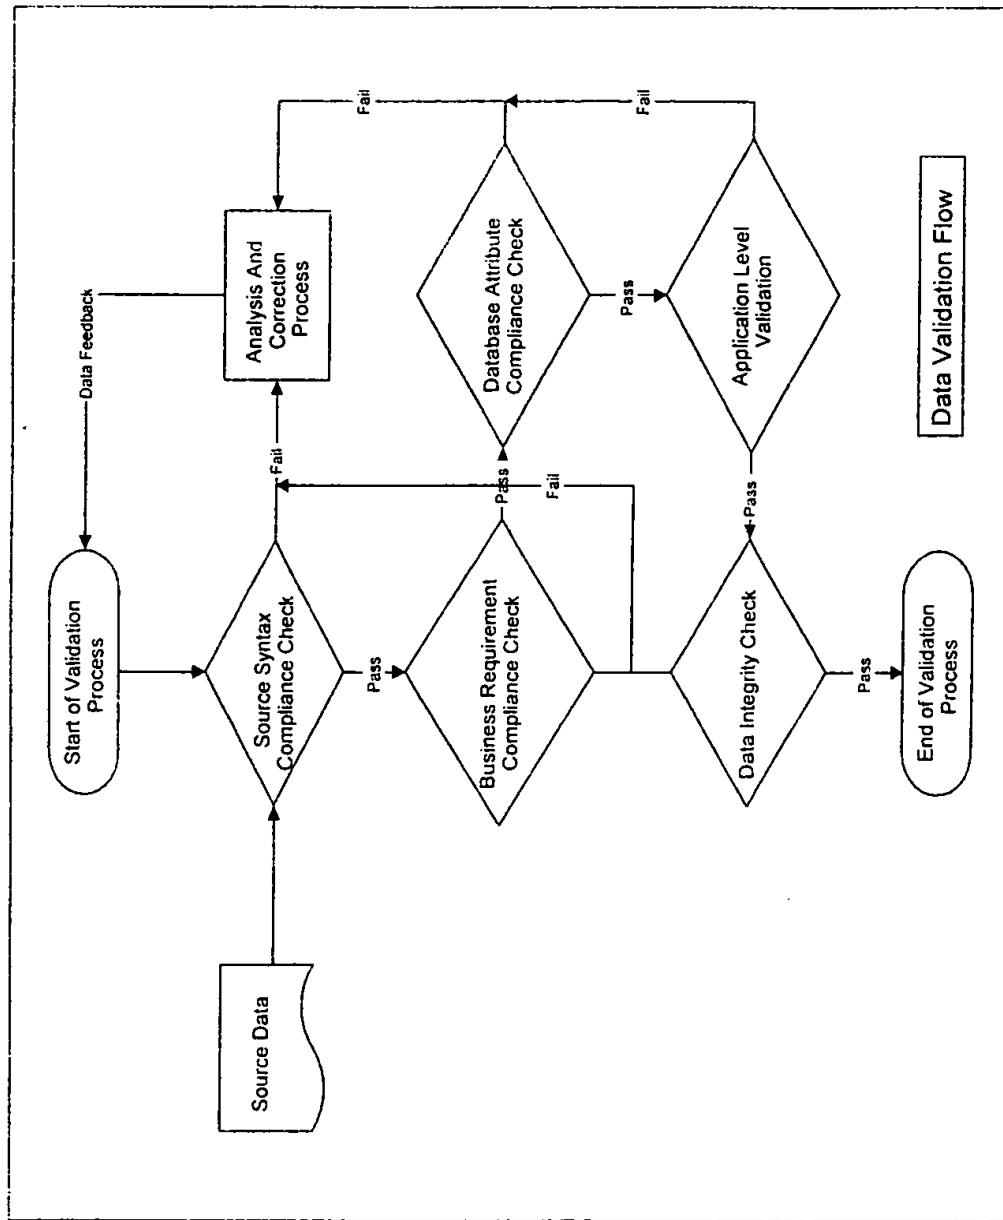 Start of Validation
Process
Data Feedback
Source Data
Source Syntax
Compliance Check
Fail
Analysis And
Correction
Process
Fail
Pass
Business Requirement
Compliance Check
Pass
Fail
Database Attribute
Compliance Check
Fail
Pass
Data Integrity Check
Pass
Application Level
Validation
Pass
End of Validation
Process
Data Validation Flow